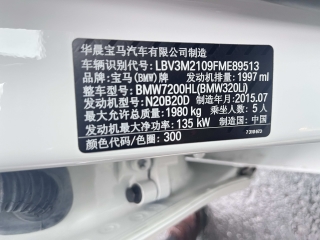 华晨宝马汽车有限公司制造
车辆识别代号：LBV3M2109FME89513
品牌：宝马(BMW)牌 发动机排量：1997 ml
整车型号：BMW7200HL(BMW320Li)
发动机型号：N20B20D 制造年月：2015.07
最大允许总质量：1980 kg 乘坐人数：5 人
发动机最大净功率：135 kW 制造国：中国
颜色代码/色圈：300